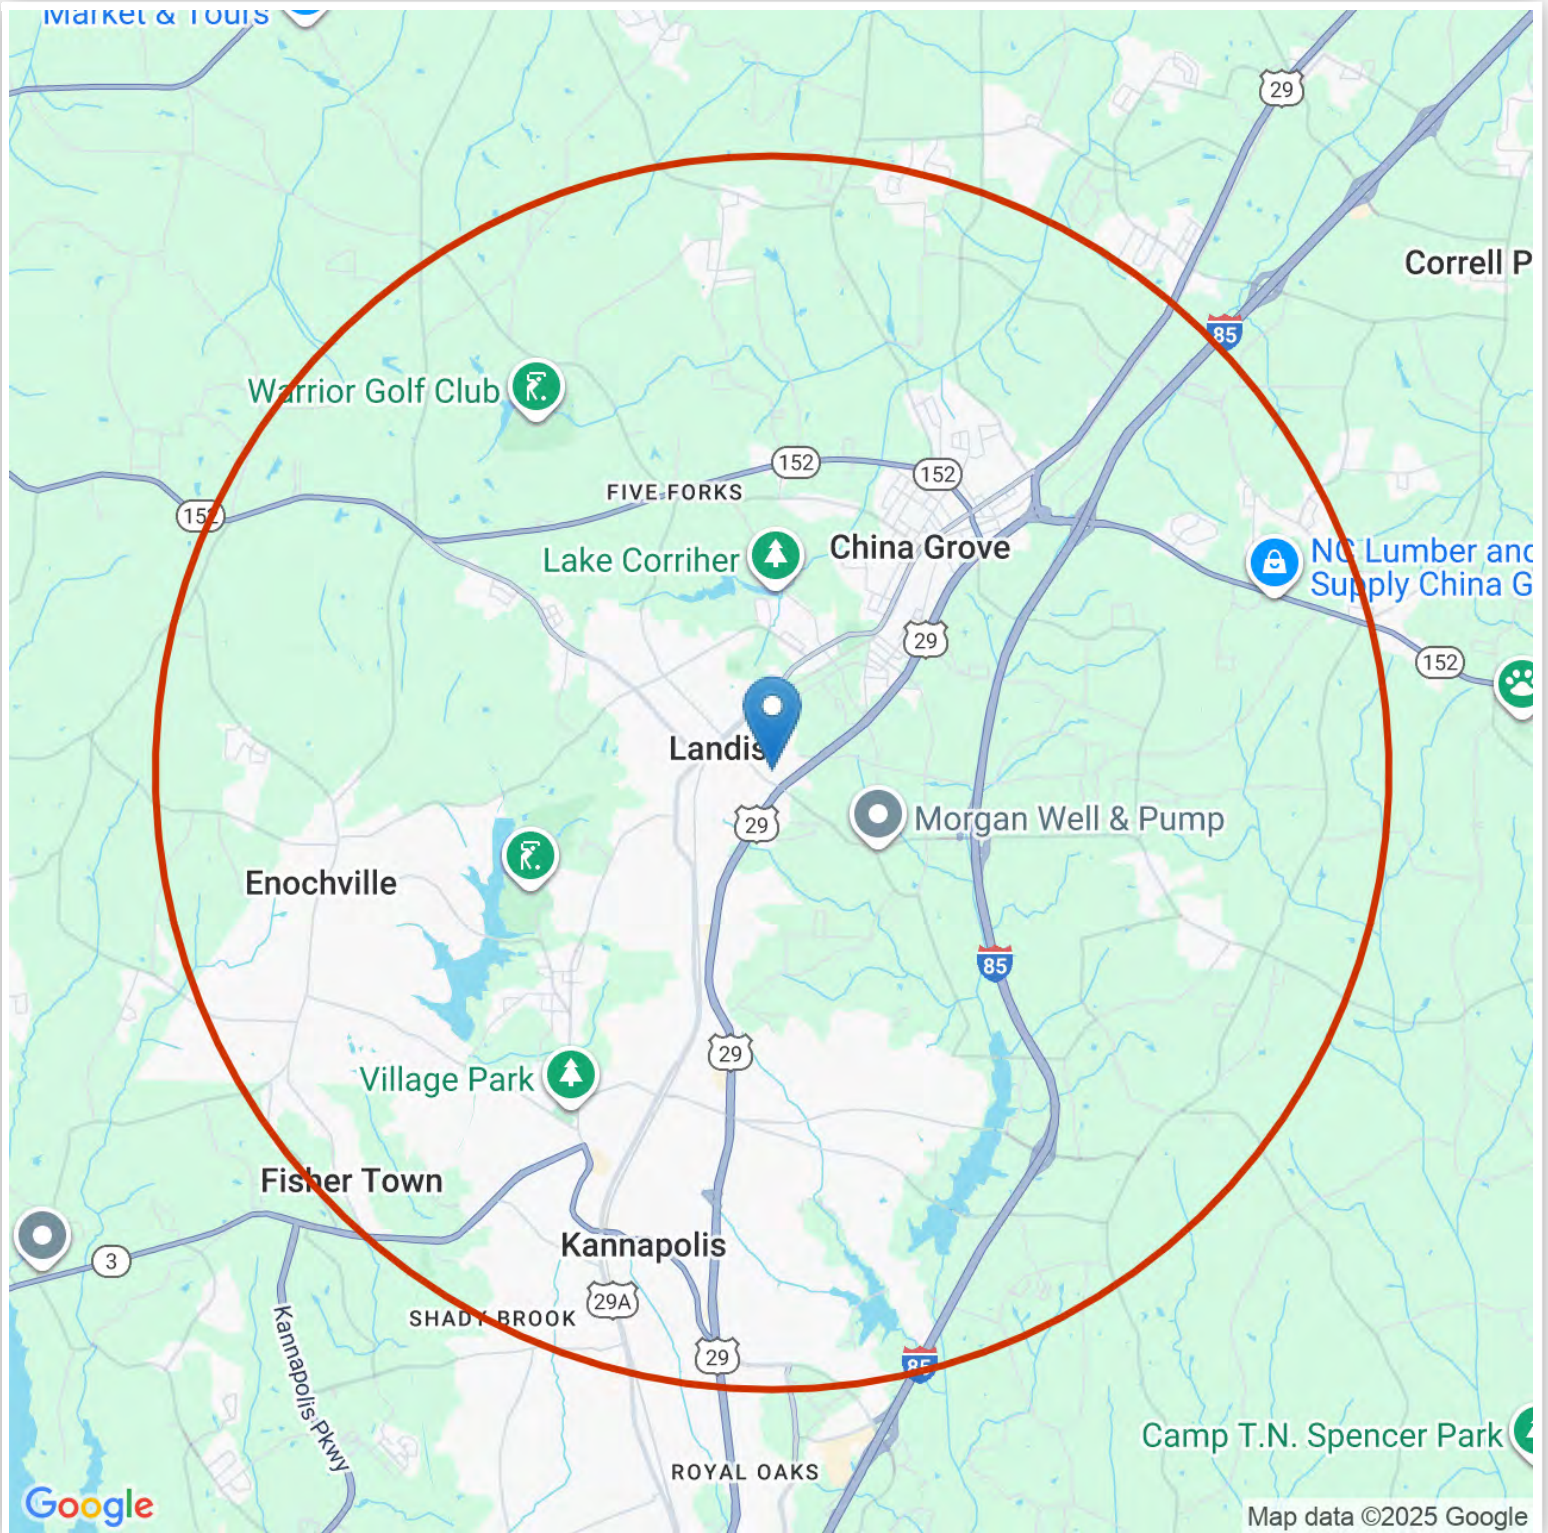 Market & Tours
29
Correll P
85
Warrior Golf Club
152
152
FIVE FORKS
152
Lake Corriher
China Grove
NC Lumber and
Supply China G
29
152
Landis
29
Morgan Well & Pump
Enochville
85
29
Village Park
Fisher Town
Kannapolis
3
29A
SHADY BROOK
Kannapolis Pkwy
29
85
Camp T.N. Spencer Park
ROYAL OAKS
Google
Map data ©2025 Google